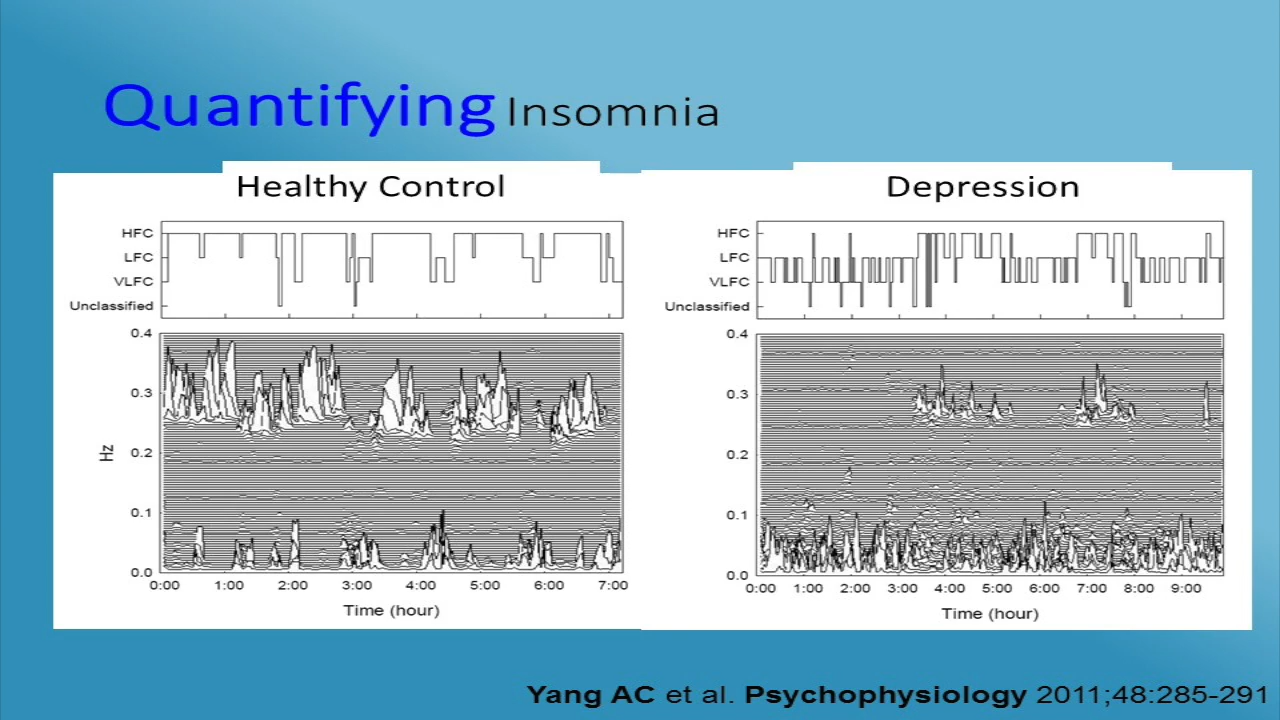 Quantifying Insomnia
Healthy Control
HFC
LFC
VLFC
Unclassified
0.4
0.3
0.2
0.1
0.0
Hz
0:00 1:00 2:00 3:00 4:00 5:00 6:00 7:00
Time (hour)
Depression
HFC
LFC
VLFC
Unclassified
0.4
0.3
0.2
0.1
0.0
0:00 1:00 2:00 3:00 4:00 5:00 6:00 7:00 8:00 9:00
Time (hour)
Yang AC et al. Psychophysiology 2011;48:285-291